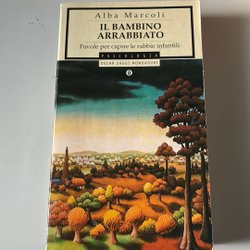 Alba Marcoli
IL BAMBINO
ARRABBIATO
Favole per capire le rabbie infantili
PSICOLOGIA
OSCAR SAGGI MONDADORI